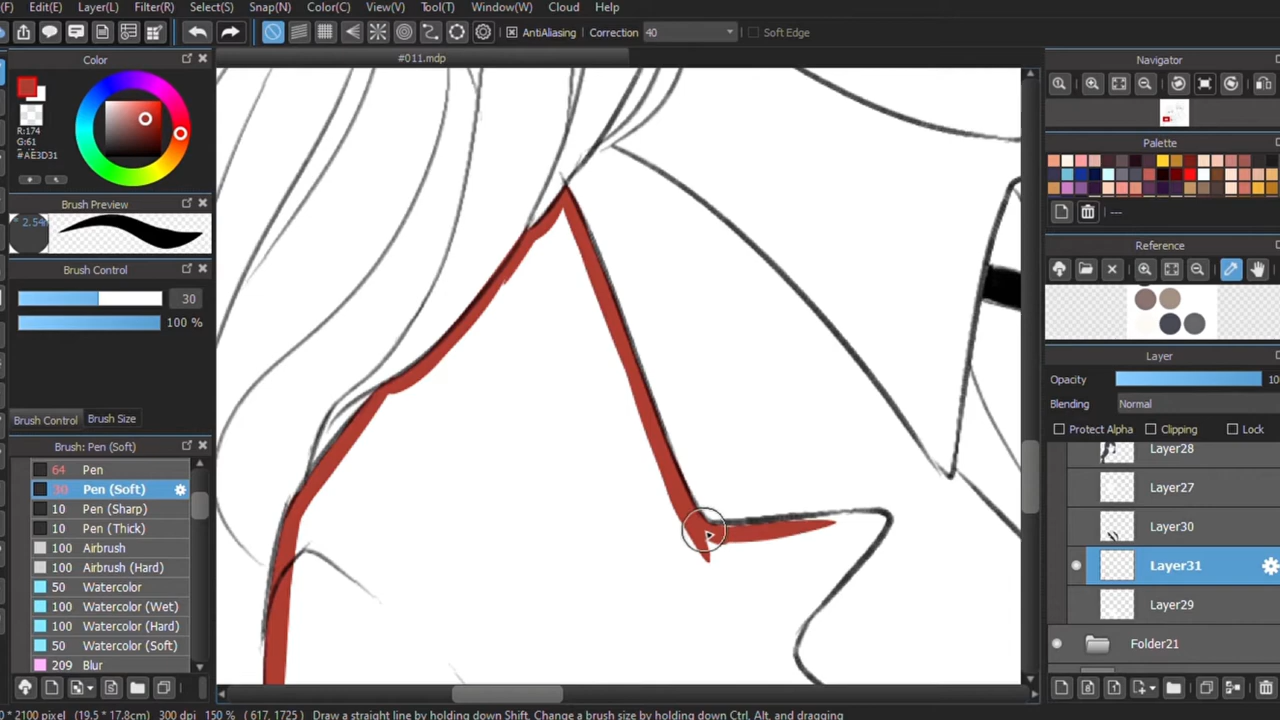 Edit(E) Layer(L) Filter(R) Select(S) Snap(N) Color(C) View(V) Tool(T) Window(W) Cloud Help
AntiAliasing Correction 40 Soft Edge
#011.mdp
Color
R:174
G:61
#AE3D31
Brush Preview
2.54
Brush Control
30
100 %
Brush Control Brush Size
Brush: Pen (Soft)
64 Pen
30 Pen (Soft)
10 Pen (Sharp)
10 Pen (Thick)
100 Airbrush
100 Airbrush (Hard)
50 Watercolor
100 Watercolor (Wet)
100 Watercolor (Hard)
50 Watercolor (Soft)
209 Blur
Navigator
Palette
---
Reference
Layer
Opacity 10
Blending Normal
Protect Alpha Clipping Lock
Layer28
Layer27
Layer30
Layer31
Layer29
Folder21
* 2100 pixel (19.5 * 17.8cm) 300 dpi 150 % ( 617, 1725) Draw a straight line by holding down Shift, Change a brush size by holding down Ctrl, Alt, and dragging